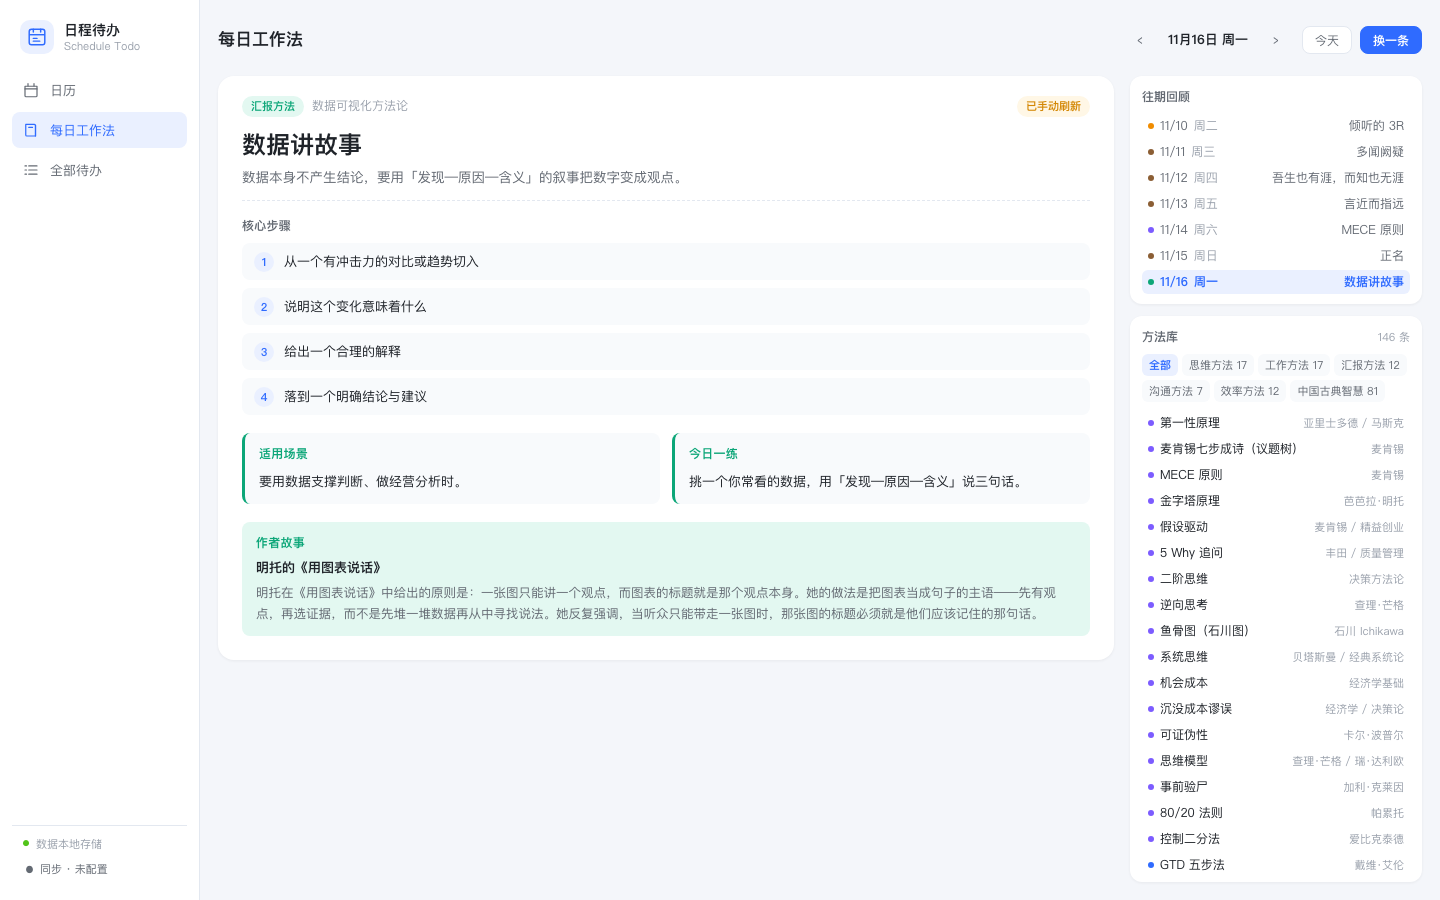 日程待办
Schedule Todo
日历
每日工作法
全部待办
数据本地存储
同步 · 未配置
每日工作法
‹ 11月16日 周一 › 今天 换一条
汇报方法 数据可视化方法论 已手动刷新
数据讲故事
数据本身不产生结论，要用「发现—原因—含义」的叙事把数字变成观点。
核心步骤
1 从一个有冲击力的对比或趋势切入
2 说明这个变化意味着什么
3 给出一个合理的解释
4 落到一个明确结论与建议
适用场景
要用数据支撑判断、做经营分析时。
今日一练
挑一个你常看的数据，用「发现—原因—含义」说三句话。
作者故事
明托的《用图表说话》
明托在《用图表说话》中给出的原则是：一张图只能讲一个观点，而图表的标题就是那个观点本身。她的做法是把图表当成句子的主语——先有观
点，再选证据，而不是先堆一堆数据再从中寻找说法。她反复强调，当听众只能带走一张图时，那张图的标题必须就是他们应该记住的那句话。
往期回顾
11/10 周二 倾听的 3R
11/11 周三 多闻阙疑
11/12 周四 吾生也有涯，而知也无涯
11/13 周五 言近而指远
11/14 周六 MECE 原则
11/15 周日 正名
11/16 周一 数据讲故事
方法库 146 条
全部 思维方法 17 工作方法 17 汇报方法 12
沟通方法 7 效率方法 12 中国古典智慧 81
第一性原理 亚里士多德 / 马斯克
麦肯锡七步成诗（议题树） 麦肯锡
MECE 原则 麦肯锡
金字塔原理 芭芭拉·明托
假设驱动 麦肯锡 / 精益创业
5 Why 追问 丰田 / 质量管理
二阶思维 决策方法论
逆向思考 查理·芒格
鱼骨图（石川图） 石川 Ichikawa
系统思维 贝塔斯曼 / 经典系统论
机会成本 经济学基础
沉没成本谬误 经济学 / 决策论
可证伪性 卡尔·波普尔
思维模型 查理·芒格 / 瑞·达利欧
事前验尸 加利·克莱因
80/20 法则 帕累托
控制二分法 爱比克泰德
GTD 五步法 戴维·艾伦